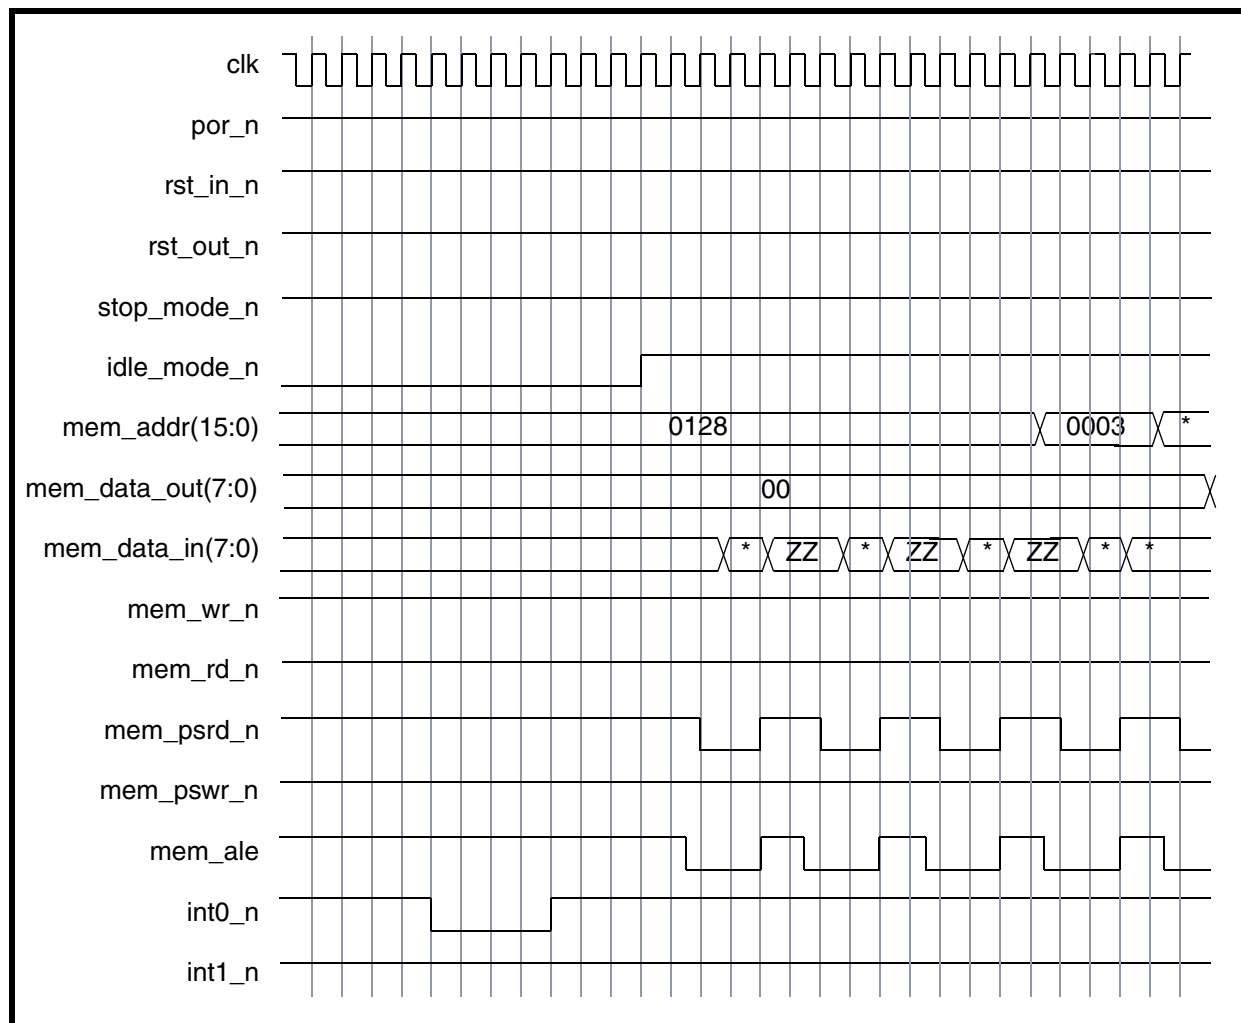 clk
por_n
rst_in_n
rst_out_n
stop_mode_n
idle_mode_n
mem_addr(15:0) 0128 0003 *
mem_data_out(7:0) 00
mem_data_in(7:0) * ZZ * ZZ * ZZ * *
mem_wr_n
mem_rd_n
mem_psrd_n
mem_pswr_n
mem_ale
int0_n
int1_n